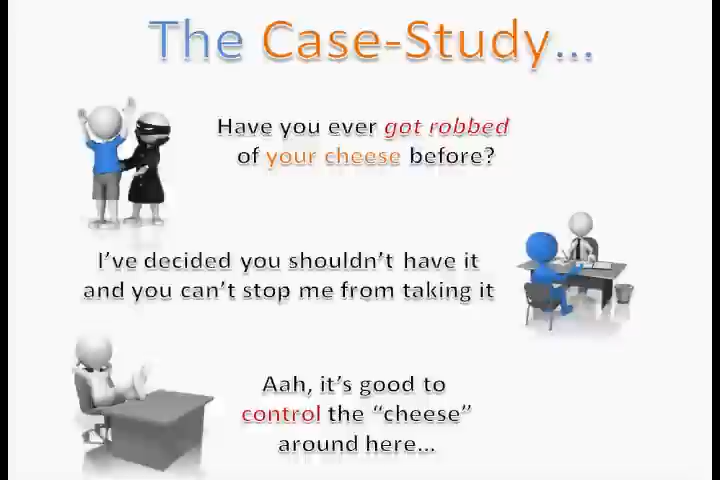 The Case-Study...
Have you ever got robbed
of your cheese before?
I've decided you shouldn't have it
and you can't stop me from taking it
Aah, it's good to
control the “cheese”
around here...